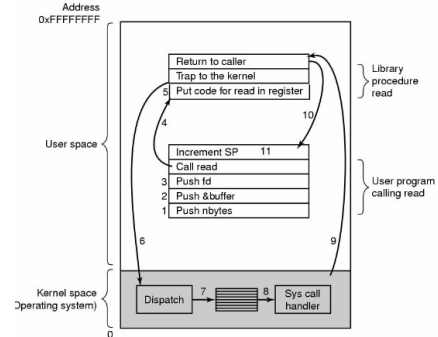 Address
0xFFFFFFFF
Return to caller
Trap to the kernel
5 Put code for read in register
Library
procedure
read
4
10
User space
Increment SP 11
Call read
3 Push fd
2 Push &buffer
1 Push nbytes
User program
calling read
6
9
Kernel space
Operating system)
Dispatch
7
8
Sys call
handler
0